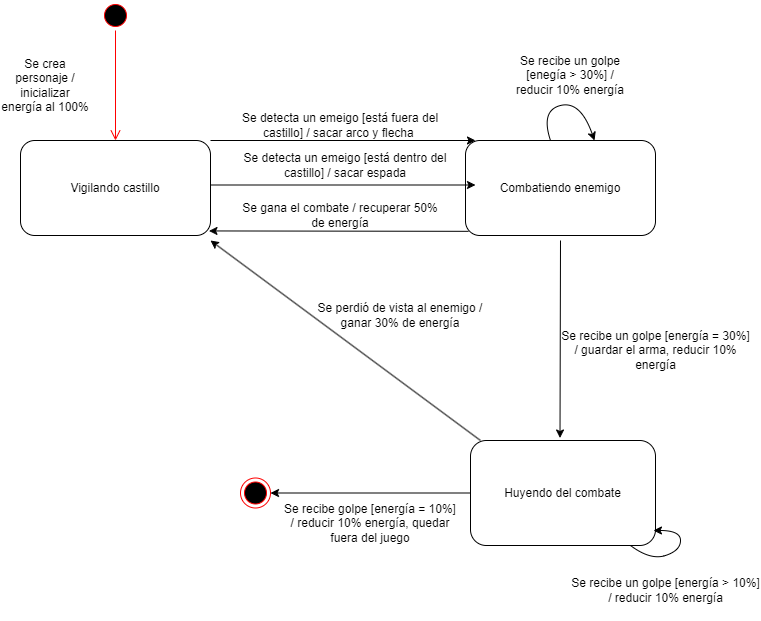 Se crea
personaje /
inicializar
energía al 100%
Se recibe un golpe
[enegía > 30%] /
reducir 10% energía
Se detecta un emeigo [está fuera del
castillo] / sacar arco y flecha
Se detecta un emeigo [está dentro del
castillo] / sacar espada
Vigilando castillo
Combatiendo enemigo
Se gana el combate / recuperar 50%
de energía
Se perdió de vista al enemigo /
ganar 30% de energía
Se recibe un golpe [energía = 30%]
/ guardar el arma, reducir 10%
energía
Huyendo del combate
Se recibe golpe [energía = 10%]
/ reducir 10% energía, quedar
fuera del juego
Se recibe un golpe [energía > 10%]
/ reducir 10% energía